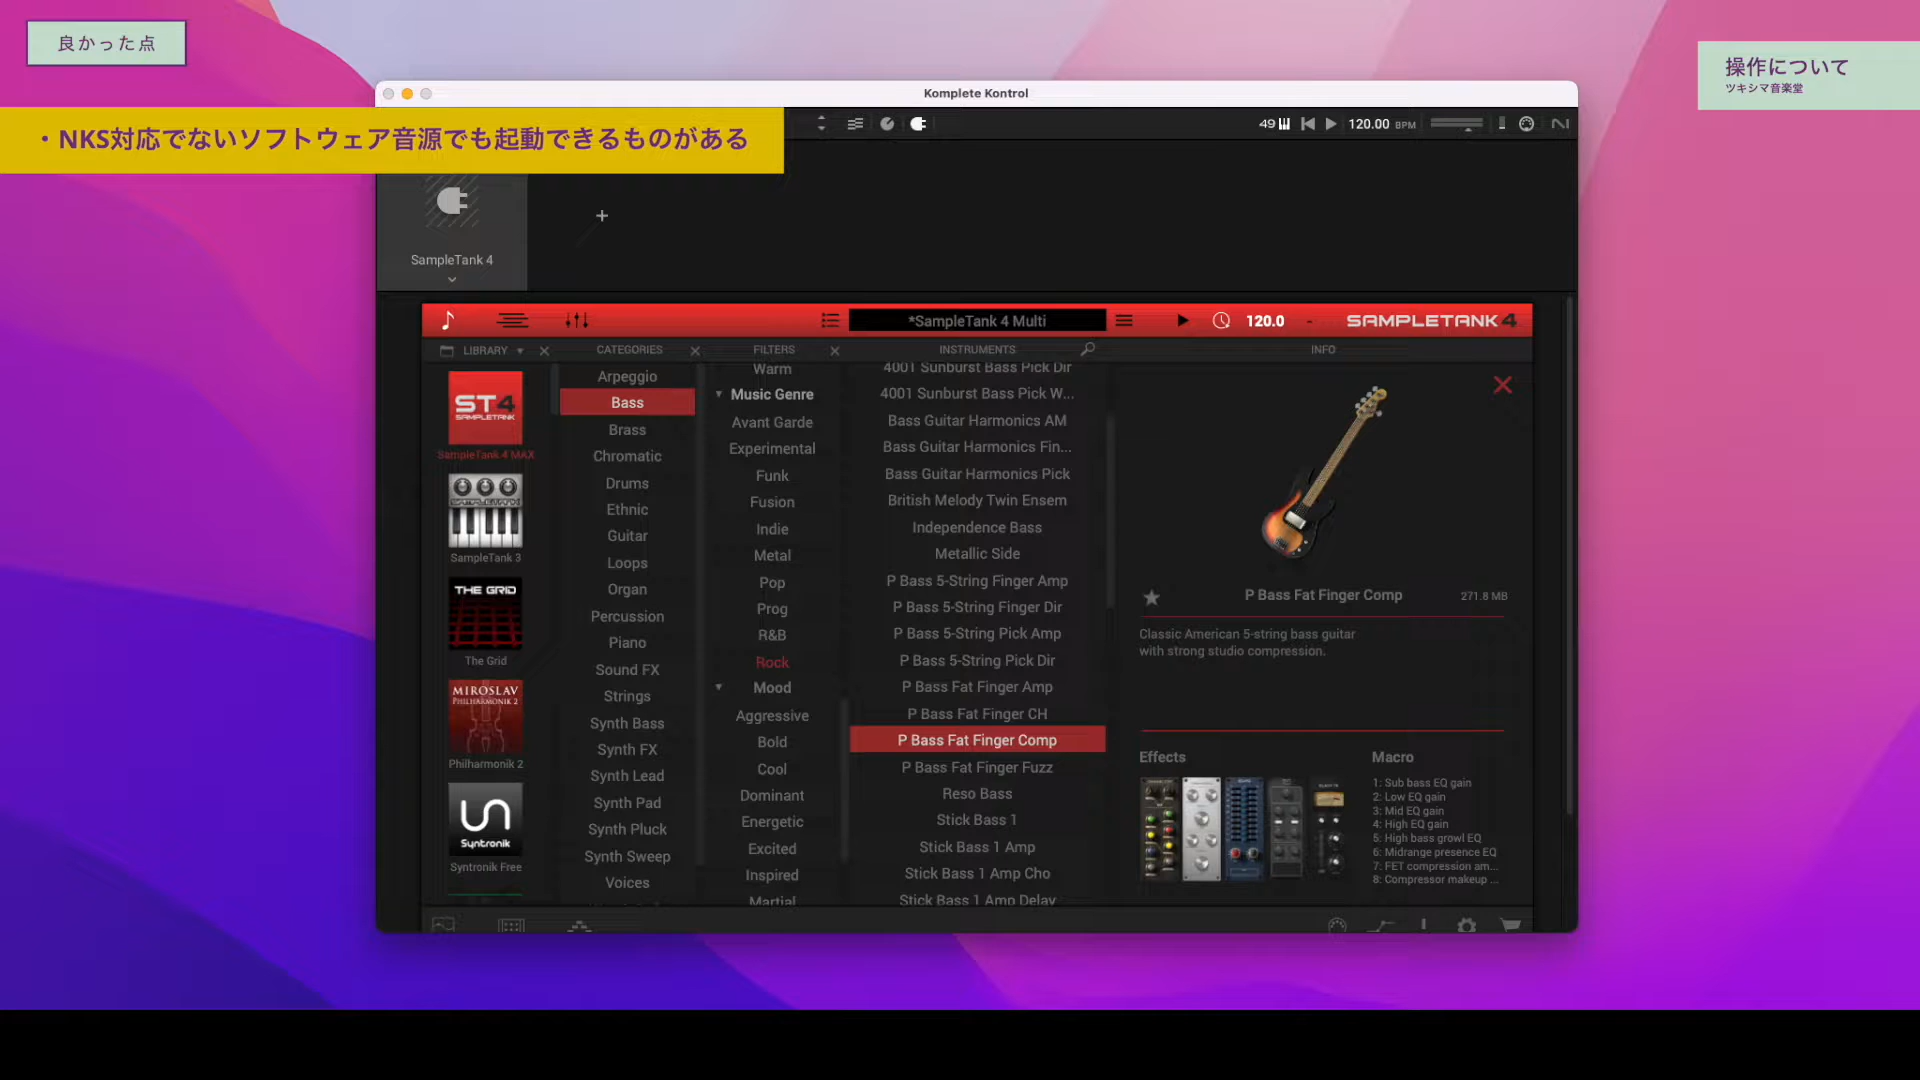 良かった点
操作について
ツキシマ音楽堂
Komplete Kontrol
・NKS対応でないソフトウェア音源でも起動できるものがある
49
120.00 BPM
SampleTank 4
*SampleTank 4 Multi
120.0 -
SAMPLETANK 4
LIBRARY
CATEGORIES
FILTERS
INSTRUMENTS
INFO
ST4
SAMPLETANK
SampleTank 4 MAX
SampleTank 3
THE GRID
The Grid
MIROSLAV
PHILHARMONIK 2
Philharmonik 2
Syntronik
Syntronik Free
Arpeggio
Bass
Brass
Chromatic
Drums
Ethnic
Guitar
Loops
Organ
Percussion
Piano
Sound FX
Strings
Synth Bass
Synth FX
Synth Lead
Synth Pad
Synth Pluck
Synth Sweep
Voices
Warm
Music Genre
Avant Garde
Experimental
Funk
Fusion
Indie
Metal
Pop
Prog
R&B
Rock
Mood
Aggressive
Bold
Cool
Dominant
Energetic
Excited
Inspired
Martial
4001 Sunburst Bass Pick Dir
4001 Sunburst Bass Pick W...
Bass Guitar Harmonics AM
Bass Guitar Harmonics Fin...
Bass Guitar Harmonics Pick
British Melody Twin Ensem
Independence Bass
Metallic Side
P Bass 5-String Finger Amp
P Bass 5-String Finger Dir
P Bass 5-String Pick Amp
P Bass 5-String Pick Dir
P Bass Fat Finger Amp
P Bass Fat Finger CH
P Bass Fat Finger Comp
P Bass Fat Finger Fuzz
Reso Bass
Stick Bass 1
Stick Bass 1 Amp
Stick Bass 1 Amp Cho
Stick Bass 1 Amp Delay
P Bass Fat Finger Comp
271.8 MB
Classic American 5-string bass guitar
with strong studio compression.
Effects
Macro
1: Sub bass EQ gain
2: Low EQ gain
3: Mid EQ gain
4: High EQ gain
5: High bass growl EQ
6: Midrange presence EQ
7: FET compression am...
8: Compressor makeup ...